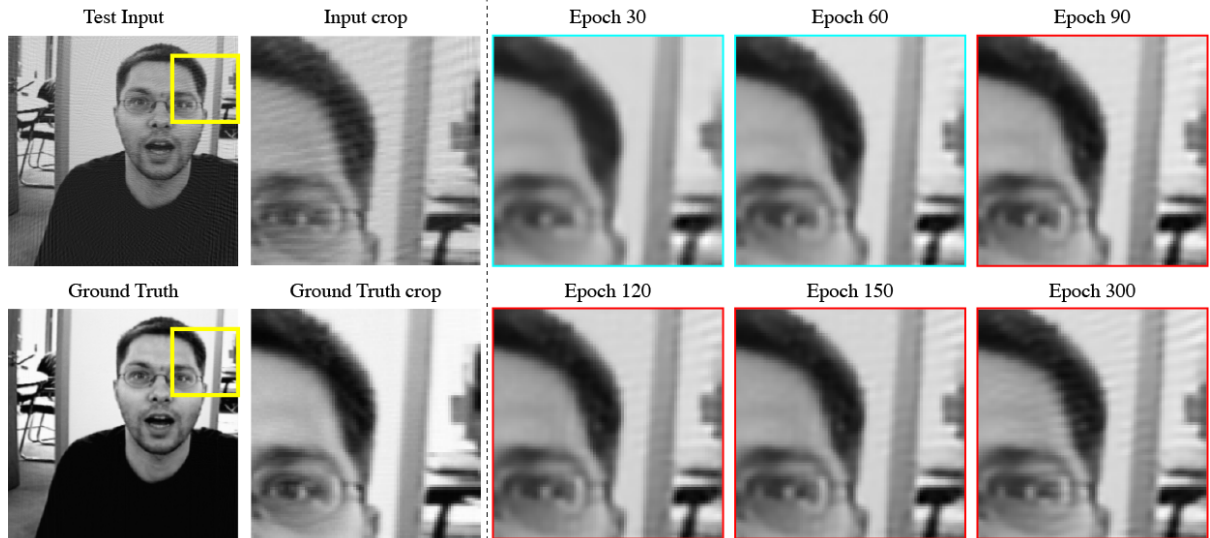 Test Input
Input crop
Epoch 30
Epoch 60
Epoch 90
Ground Truth
Ground Truth crop
Epoch 120
Epoch 150
Epoch 300